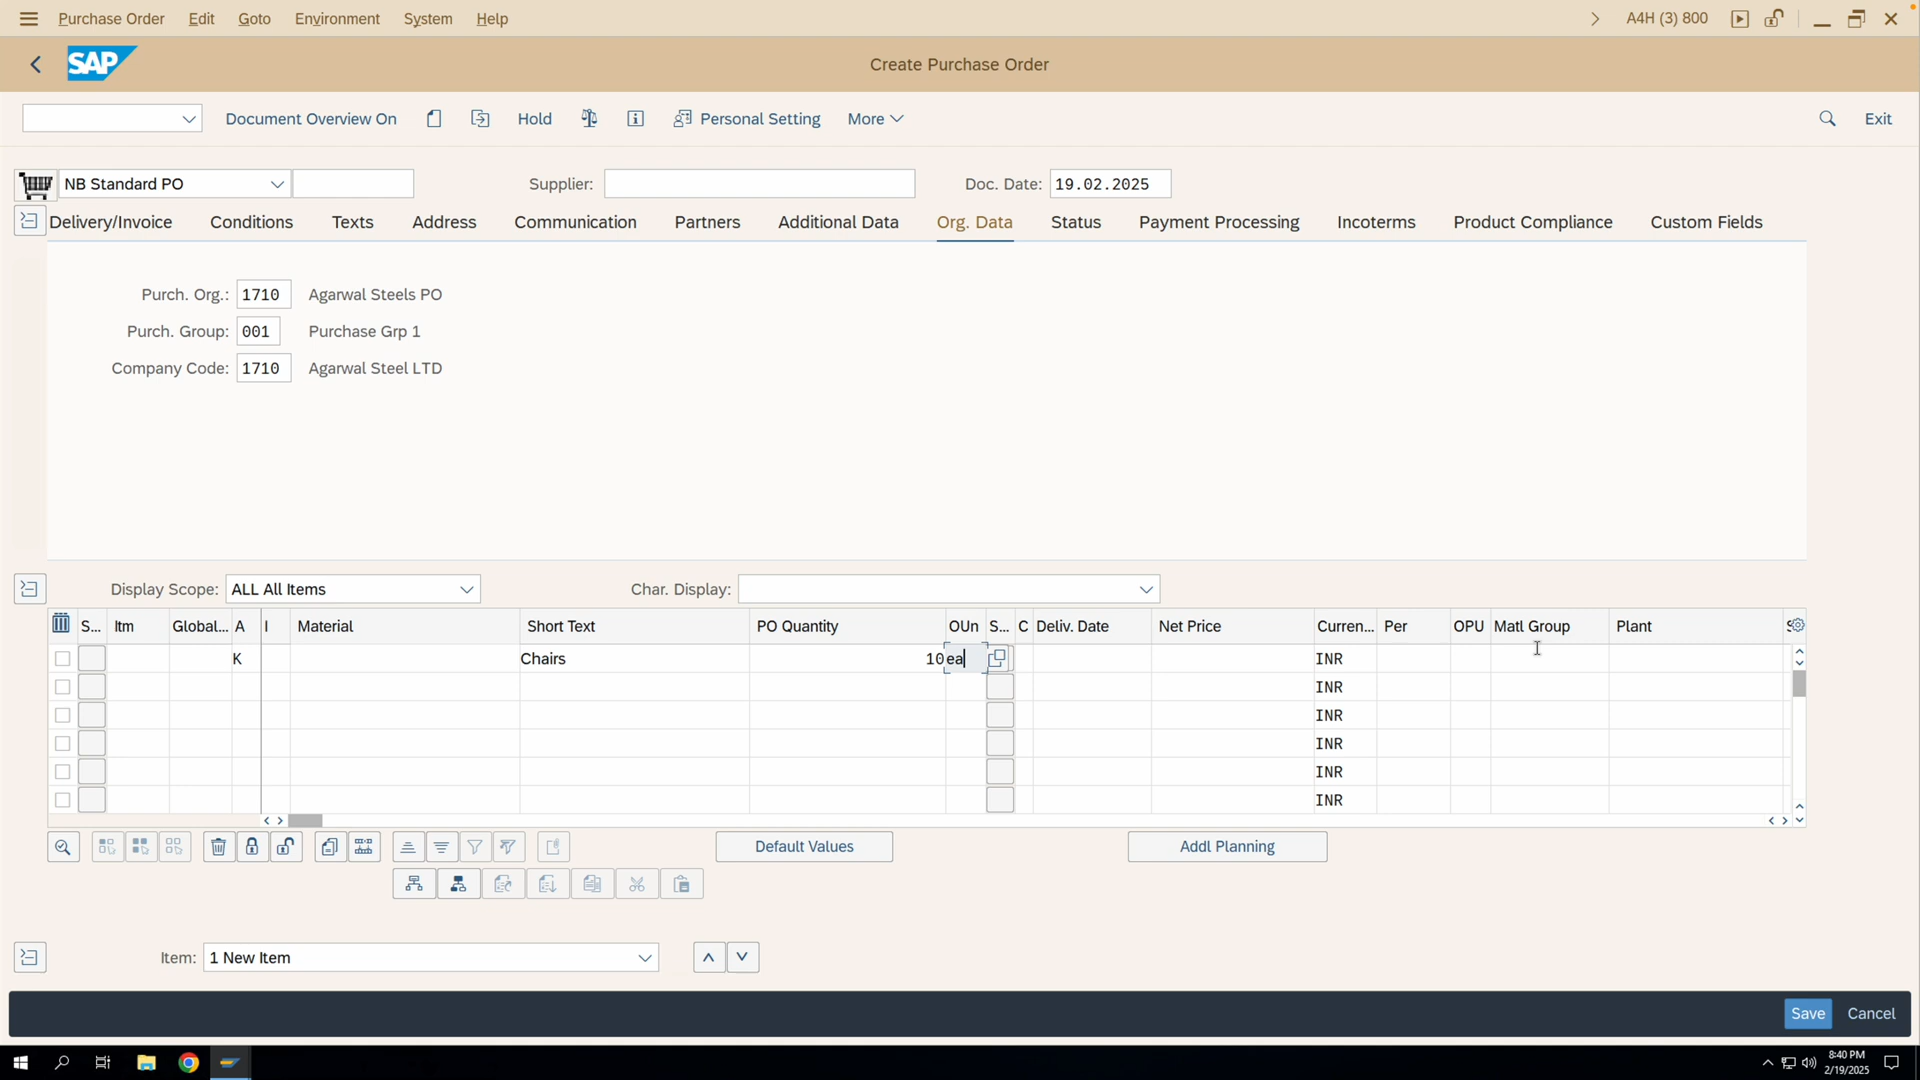 Purchase Order Edit Goto Environment System Help A4H (3) 800
SAP Create Purchase Order
Document Overview On Hold Personal Setting More Exit
NB Standard PO Supplier: Doc. Date: 19.02.2025
Delivery/Invoice Conditions Texts Address Communication Partners Additional Data Org. Data Status Payment Processing Incoterms Product Compliance Custom Fields
Purch. Org.: 1710 Agarwal Steels PO
Purch. Group: 001 Purchase Grp 1
Company Code: 1710 Agarwal Steel LTD
Display Scope: ALL All Items Char. Display:
S... Itm Global... A I Material Short Text PO Quantity OUn S... C Deliv. Date Net Price Curren... Per OPU Matl Group Plant
K Chairs 10 ea INR
INR
INR
INR
INR
INR
Default Values Addl Planning
Item: 1 New Item
Save Cancel
8:40 PM
2/19/2025